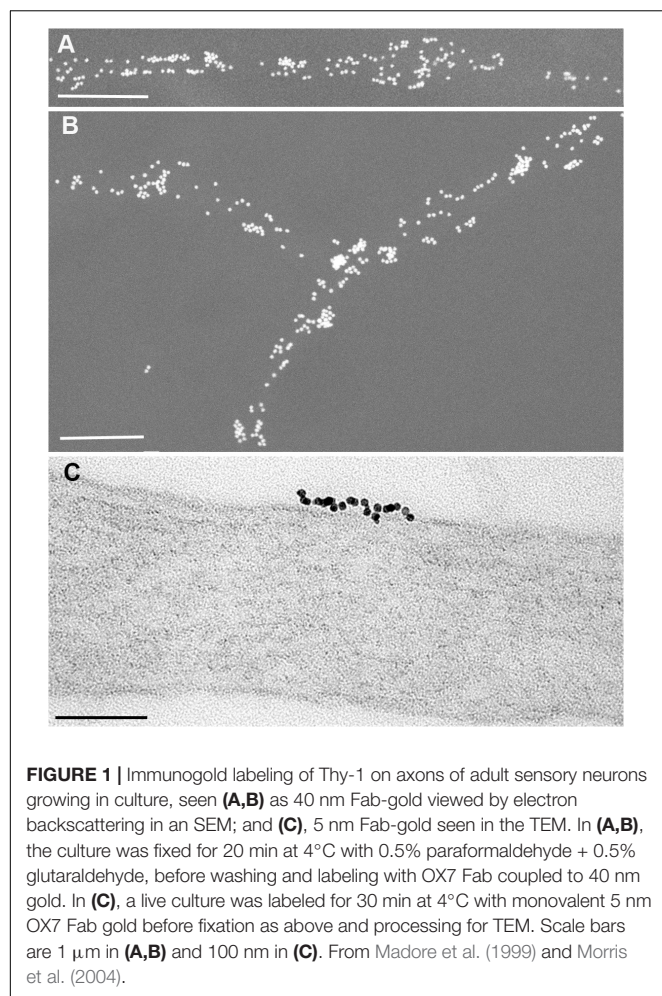 A
B
C
FIGURE 1 | Immunogold labeling of Thy-1 on axons of adult sensory neurons
growing in culture, seen (A,B) as 40 nm Fab-gold viewed by electron
backscattering in an SEM; and (C), 5 nm Fab-gold seen in the TEM. In (A,B),
the culture was fixed for 20 min at 4°C with 0.5% paraformaldehyde + 0.5%
glutaraldehyde, before washing and labeling with OX7 Fab coupled to 40 nm
gold. In (C), a live culture was labeled for 30 min at 4°C with monovalent 5 nm
OX7 Fab gold before fixation as above and processing for TEM. Scale bars
are 1 μm in (A,B) and 100 nm in (C). From Madore et al. (1999) and Morris
et al. (2004).